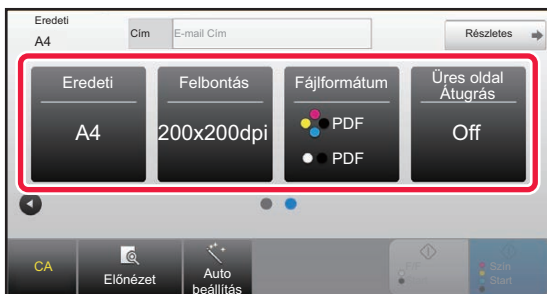 Eredeti
A4
Cím
E-mail Cím
Részletes
Eredeti
A4
Felbontás
200x200dpi
Fájlformátum
PDF
PDF
Üres oldal
Átugrás
Off
CA
Előnézet
Auto
beállítás
Szín
Start